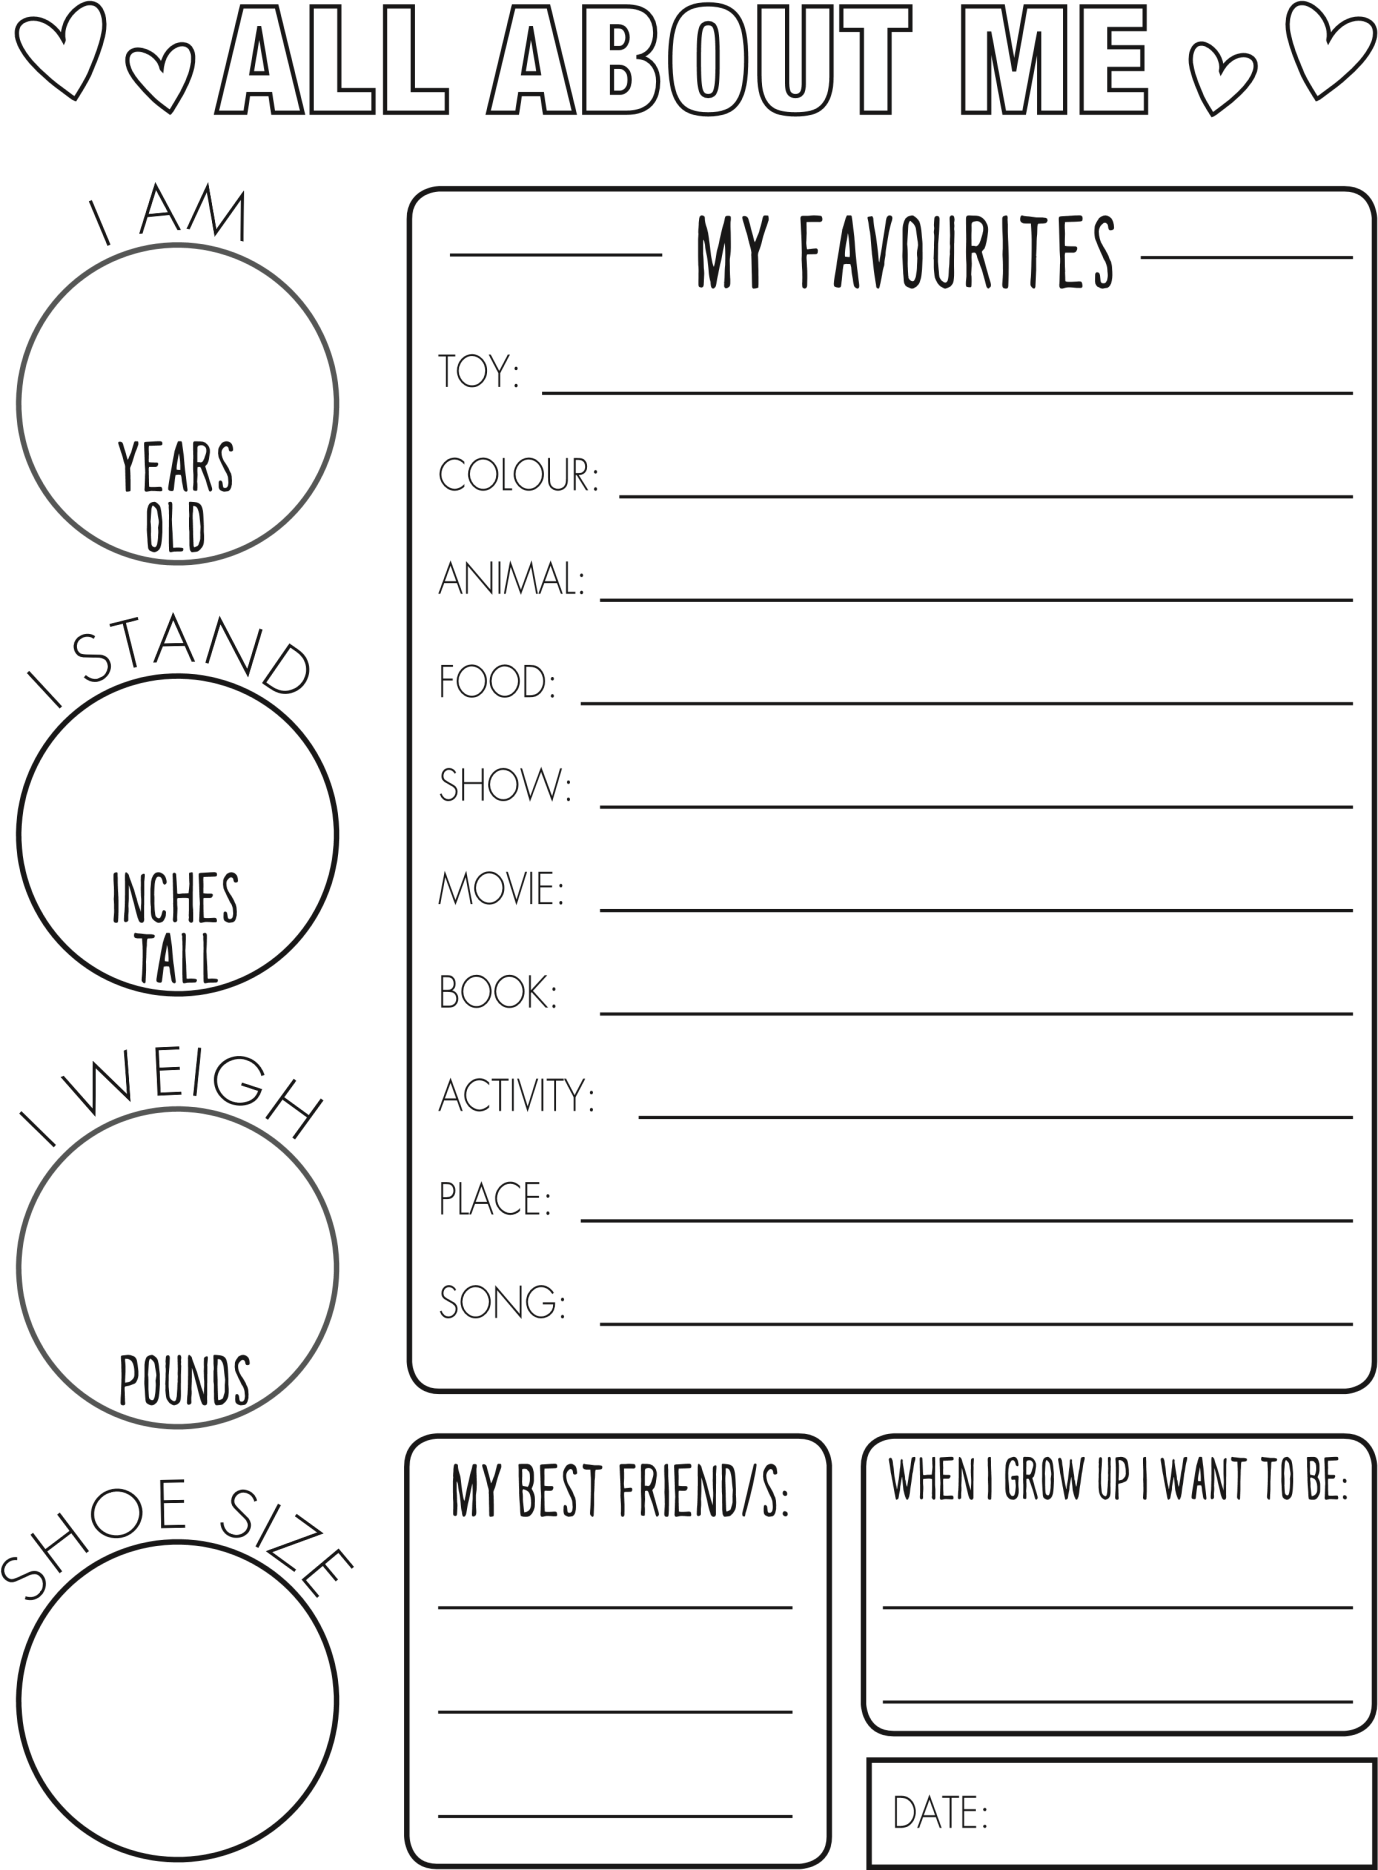 ALL ABOUT ME
I AM
YEARS
OLD
I STAND
INCHES
TALL
I WEIGH
POUNDS
SHOE SIZE
MY FAVOURITES
TOY:
COLOUR:
ANIMAL:
FOOD:
SHOW:
MOVIE:
BOOK:
ACTIVITY:
PLACE:
SONG:
MY BEST FRIEND/S:
WHEN I GROW UP I WANT TO BE:
DATE: